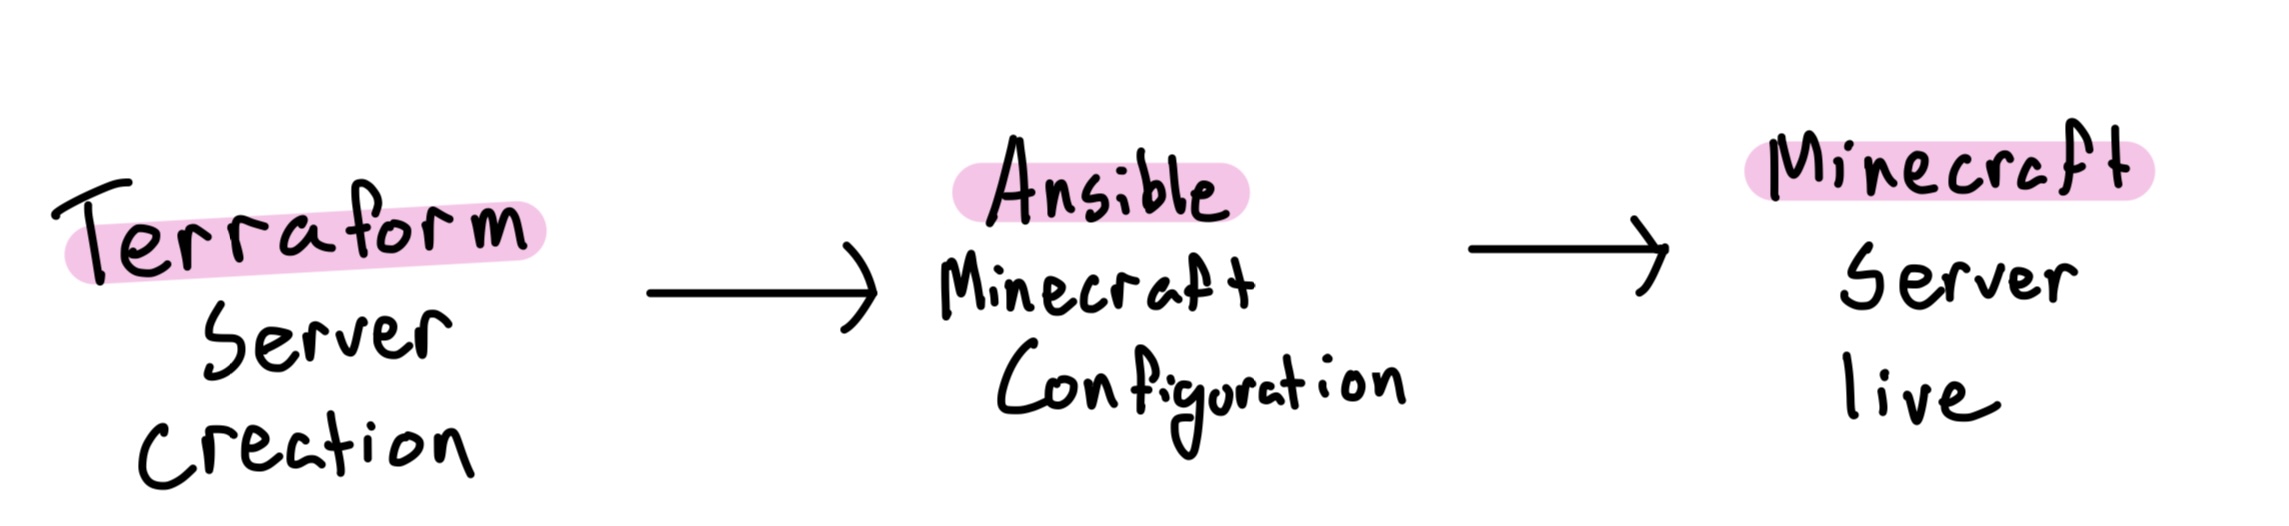 Terraform
Server
Creation
Ansible
Minecraft
Configuration
Minecraft
Server
live